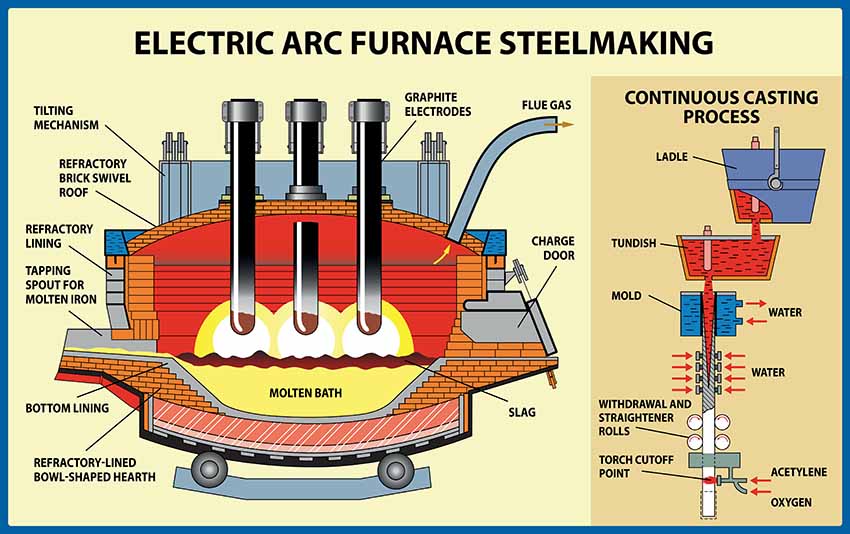 ELECTRIC ARC FURNACE STEELMAKING
TILTING
MECHANISM
REFRACTORY
BRICK SWIVEL
ROOF
REFRACTORY
LINING
TAPPING
SPOUT FOR
MOLTEN IRON
BOTTOM LINING
REFRACTORY-LINED
BOWL-SHAPED HEARTH
GRAPHITE
ELECTRODES
FLUE GAS
CHARGE
DOOR
MOLTEN BATH
SLAG
CONTINUOUS CASTING
PROCESS
LADLE
TUNDISH
MOLD
WATER
WATER
WITHDRAWAL AND
STRAIGHTENER
ROLLS
TORCH CUTOFF
POINT
ACETYLENE
OXYGEN